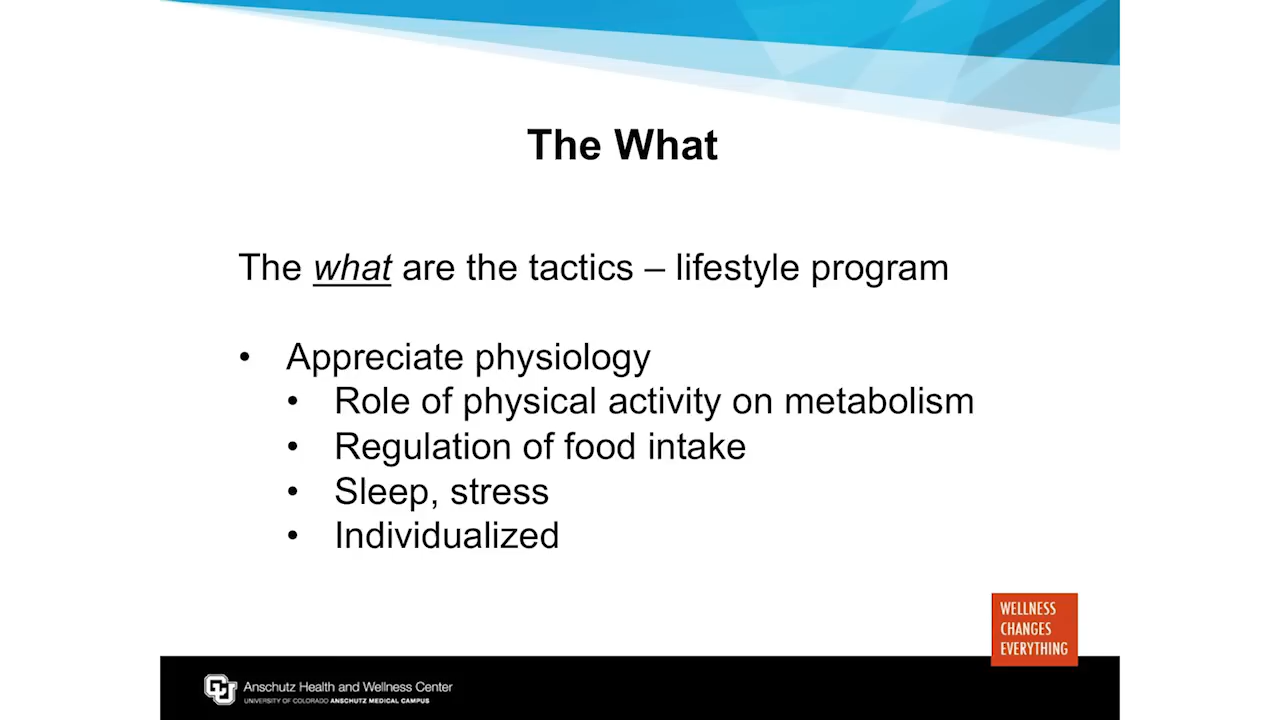 The What
The what are the tactics – lifestyle program
• Appreciate physiology
• Role of physical activity on metabolism
• Regulation of food intake
• Sleep, stress
• Individualized
WELLNESS
CHANGES
EVERYTHING
CU
Anschutz Health and Wellness Center
UNIVERSITY OF COLORADO ANSCHUTZ MEDICAL CAMPUS